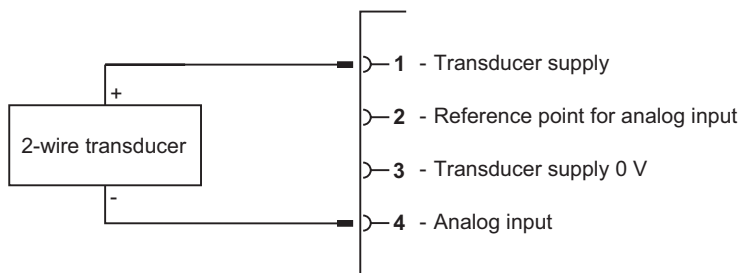 1 - Transducer supply
+
2 - Reference point for analog input
2-wire transducer
3 - Transducer supply 0 V
-
4 - Analog input